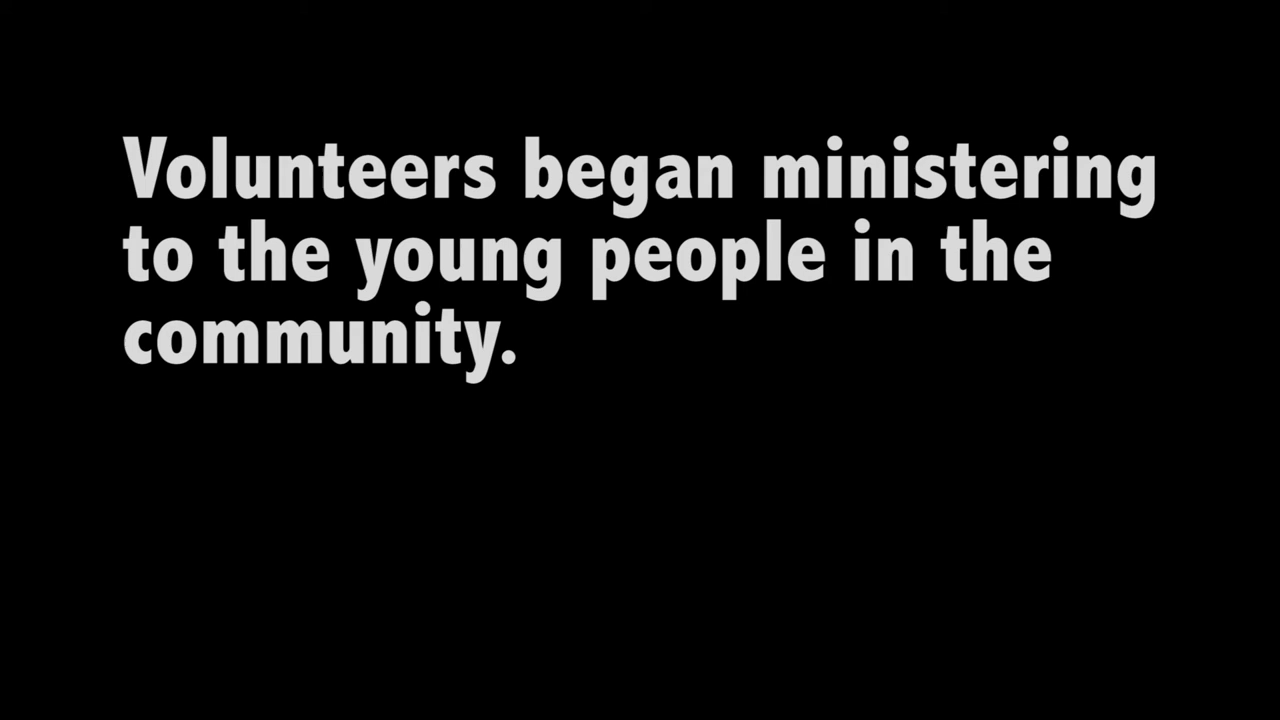 Volunteers began ministering
to the young people in the
community.